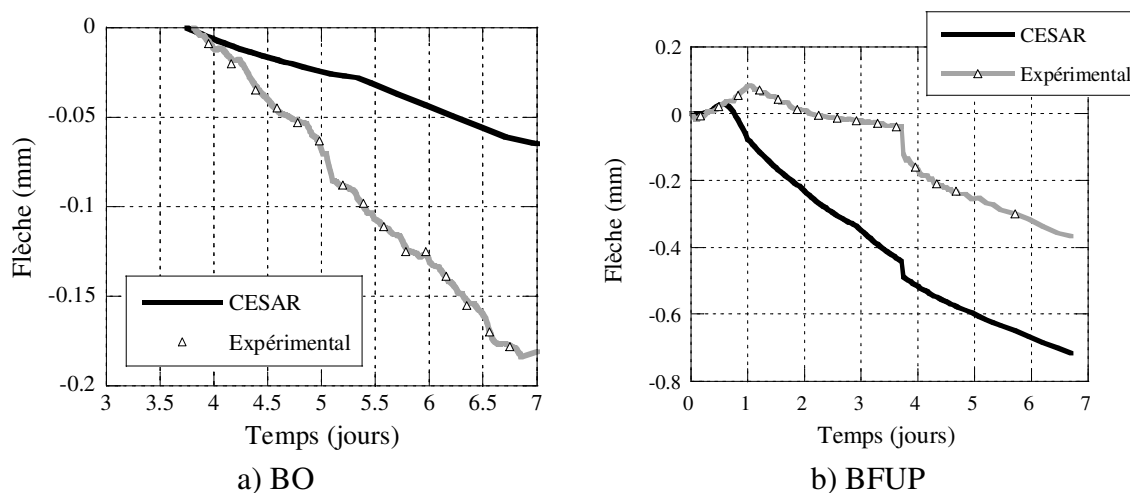 0
-0.05
-0.1
-0.15
-0.2
Flèche (mm)
CESAR
Expérimental
3 3.5 4 4.5 5 5.5 6 6.5 7
Temps (jours)
a) BO
CESAR
Expérimental
0.2
0
-0.2
-0.4
-0.6
-0.8
Flèche (mm)
0 1 2 3 4 5 6 7
Temps (jours)
b) BFUP